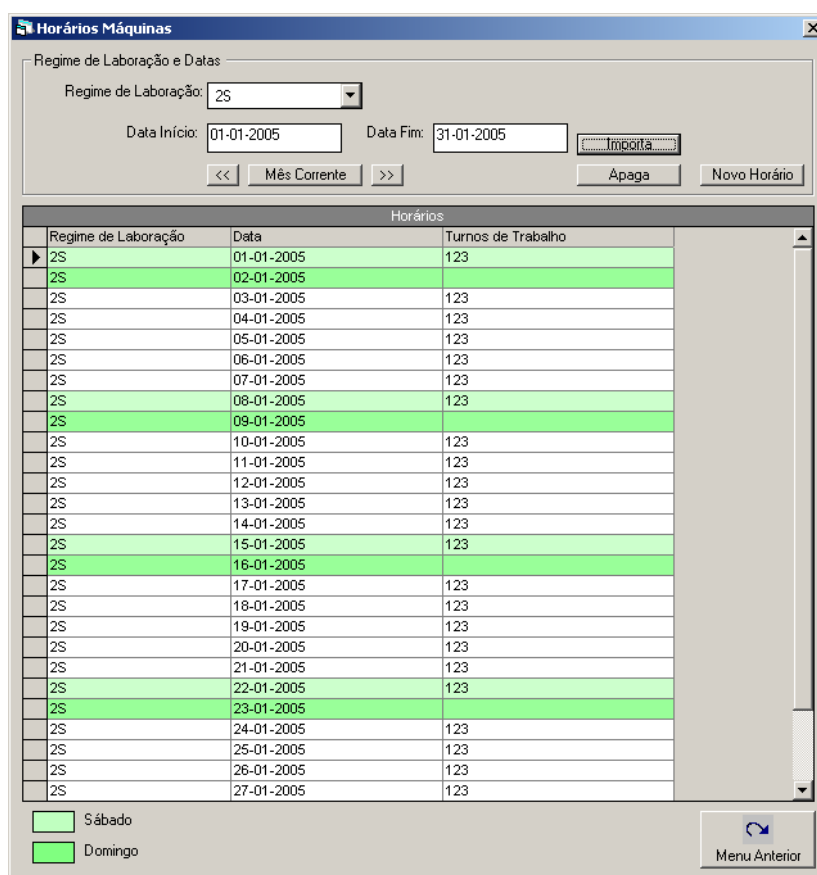 Horários Máquinas
Regime de Laboração e Datas
Regime de Laboração: 2S
Data Início: 01-01-2005 Data Fim: 31-01-2005 Importa
<< Mês Corrente >> Apaga Novo Horário
Horários
Regime de Laboração Data Turnos de Trabalho
2S 01-01-2005 123
2S 02-01-2005
2S 03-01-2005 123
2S 04-01-2005 123
2S 05-01-2005 123
2S 06-01-2005 123
2S 07-01-2005 123
2S 08-01-2005 123
2S 09-01-2005
2S 10-01-2005 123
2S 11-01-2005 123
2S 12-01-2005 123
2S 13-01-2005 123
2S 14-01-2005 123
2S 15-01-2005 123
2S 16-01-2005
2S 17-01-2005 123
2S 18-01-2005 123
2S 19-01-2005 123
2S 20-01-2005 123
2S 21-01-2005 123
2S 22-01-2005 123
2S 23-01-2005
2S 24-01-2005 123
2S 25-01-2005 123
2S 26-01-2005 123
2S 27-01-2005 123
Sábado
Domingo
Menu Anterior